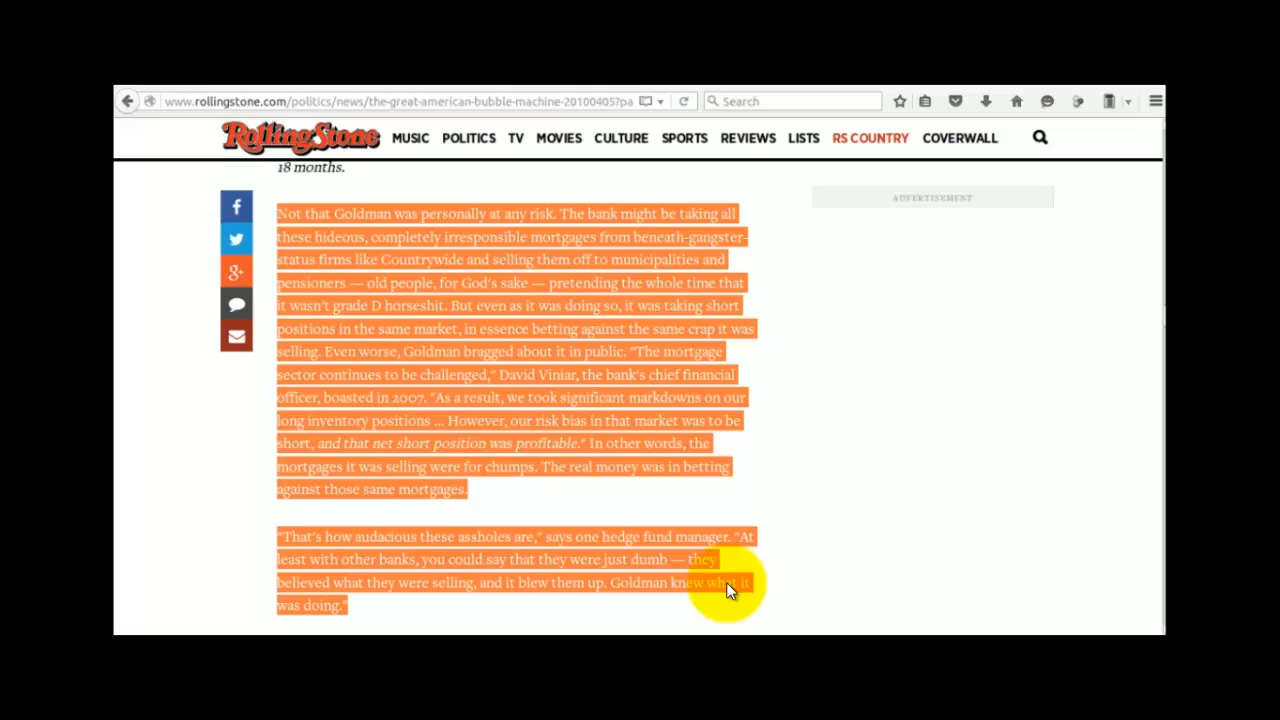 www.rollingstone.com/politics/news/the-great-american-bubble-machine-20100405?pa
Search
RollingStone MUSIC POLITICS TV MOVIES CULTURE SPORTS REVIEWS LISTS RS COUNTRY COVERWALL
18 months.
ADVERTISEMENT
Not that Goldman was personally at any risk. The bank might be taking all
these hideous, completely irresponsible mortgages from beneath-gangster-
status firms like Countrywide and selling them off to municipalities and
pensioners — old people, for God's sake — pretending the whole time that
it wasn't grade D horseshit. But even as it was doing so, it was taking short
positions in the same market, in essence betting against the same crap it was
selling. Even worse, Goldman bragged about it in public. "The mortgage
sector continues to be challenged," David Viniar, the bank's chief financial
officer, boasted in 2007. "As a result, we took significant markdowns on our
long inventory positions ... However, our risk bias in that market was to be
short, and that net short position was profitable." In other words, the
mortgages it was selling were for chumps. The real money was in betting
against those same mortgages.
"That's how audacious these assholes are," says one hedge fund manager. "At
least with other banks, you could say that they were just dumb — they
believed what they were selling, and it blew them up. Goldman knew what it
was doing."